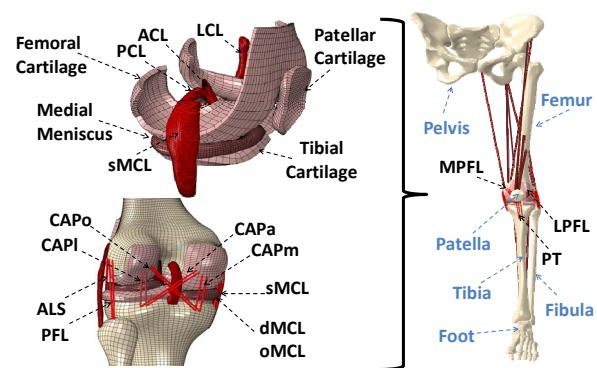 LCL
ACL
PCL
Femoral
Cartilage
Patellar
Cartilage
Medial
Meniscus
sMCL
Tibial
Cartilage
CAPo
CAPl
CAPa
CAPm
ALS
PFL
sMCL
dMCL
oMCL
Pelvis
Femur
MPFL
LPFL
Patella
PT
Tibia
Fibula
Foot